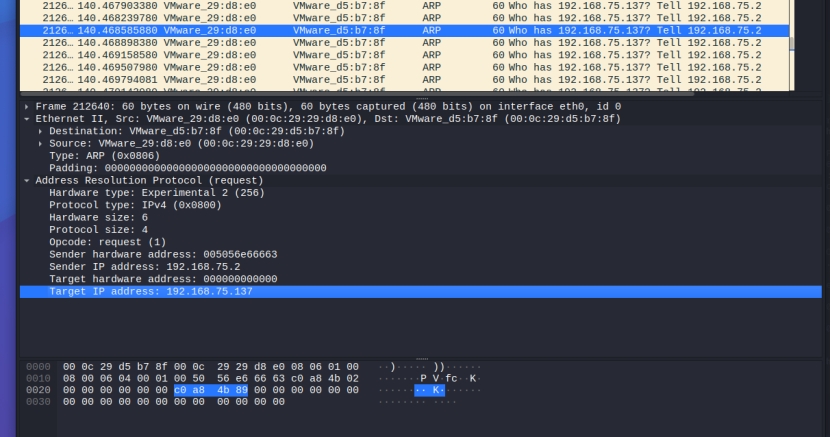 2126… 140.467903380 VMware_29:d8:e0 VMware_d5:b7:8f ARP 60 Who has 192.168.75.137? Tell 192.168.75.2
2126… 140.468239780 VMware_29:d8:e0 VMware_d5:b7:8f ARP 60 Who has 192.168.75.137? Tell 192.168.75.2
2126… 140.468585880 VMware_29:d8:e0 VMware_d5:b7:8f ARP 60 Who has 192.168.75.137? Tell 192.168.75.2
2126… 140.468898380 VMware_29:d8:e0 VMware_d5:b7:8f ARP 60 Who has 192.168.75.137? Tell 192.168.75.2
2126… 140.469158580 VMware_29:d8:e0 VMware_d5:b7:8f ARP 60 Who has 192.168.75.137? Tell 192.168.75.2
2126… 140.469507980 VMware_29:d8:e0 VMware_d5:b7:8f ARP 60 Who has 192.168.75.137? Tell 192.168.75.2
2126… 140.469794081 VMware_29:d8:e0 VMware_d5:b7:8f ARP 60 Who has 192.168.75.137? Tell 192.168.75.2
Frame 212640: 60 bytes on wire (480 bits), 60 bytes captured (480 bits) on interface eth0, id 0
Ethernet II, Src: VMware_29:d8:e0 (00:0c:29:29:d8:e0), Dst: VMware_d5:b7:8f (00:0c:29:d5:b7:8f)
Destination: VMware_d5:b7:8f (00:0c:29:d5:b7:8f)
Source: VMware_29:d8:e0 (00:0c:29:29:d8:e0)
Type: ARP (0x0806)
Padding: 000000000000000000000000000000000000
Address Resolution Protocol (request)
Hardware type: Experimental 2 (256)
Protocol type: IPv4 (0x0800)
Hardware size: 6
Protocol size: 4
Opcode: request (1)
Sender hardware address: 005056e66663
Sender IP address: 192.168.75.2
Target hardware address: 000000000000
Target IP address: 192.168.75.137
0000 00 0c 29 d5 b7 8f 00 0c 29 29 d8 e0 08 06 01 00 ··)·····))······
0010 08 00 06 04 00 01 00 50 56 e6 66 63 c0 a8 4b 02 ·······P V·fc··K·
0020 00 00 00 00 00 00 c0 a8 4b 89 00 00 00 00 00 00 ········K·······
0030 00 00 00 00 00 00 00 00 00 00 00 00 ········ ····